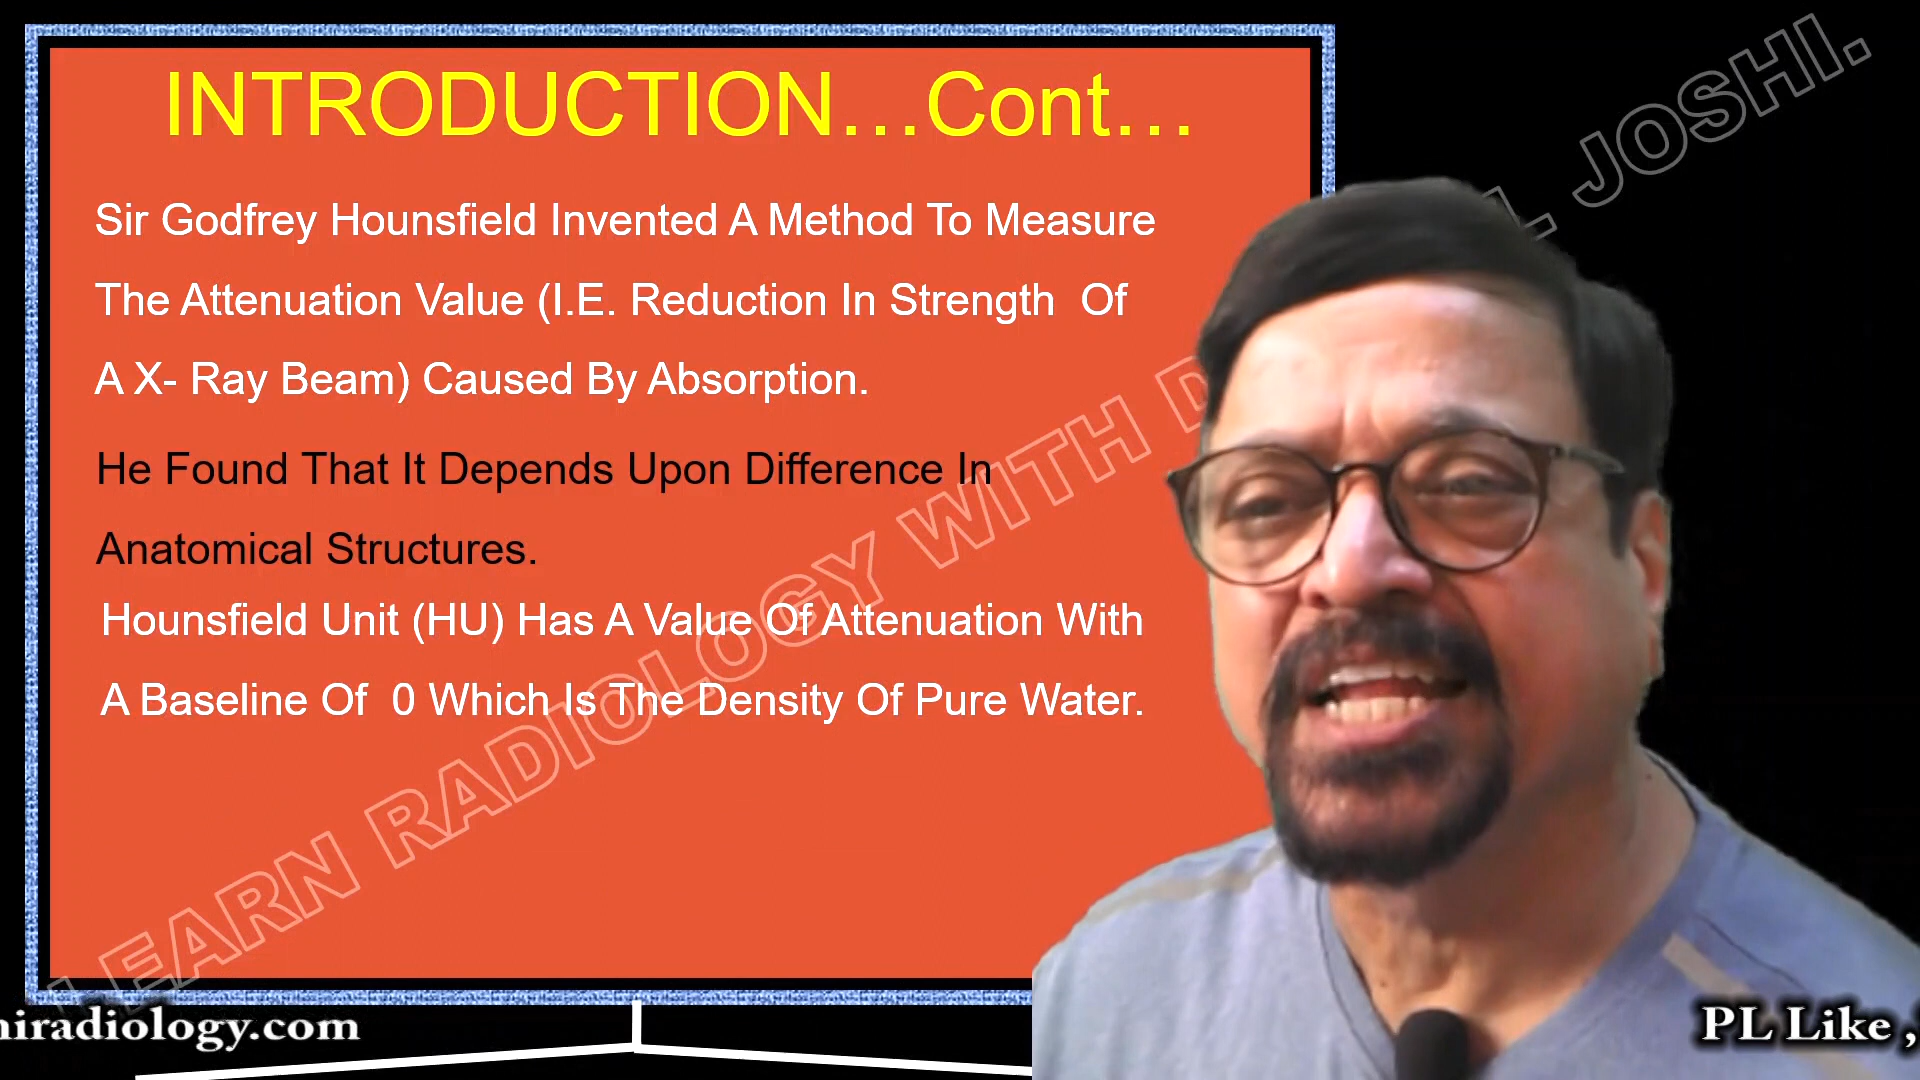 INTRODUCTION…Cont…
Sir Godfrey Hounsfield Invented A Method To Measure
The Attenuation Value (I.E. Reduction In Strength Of
A X- Ray Beam) Caused By Absorption.
He Found That It Depends Upon Difference In
Anatomical Structures.
Hounsfield Unit (HU) Has A Value Of Attenuation With
A Baseline Of 0 Which Is The Density Of Pure Water.
LEARN RADIOLOGY WITH D L JOSHI.
iradiology.com
PL Like ,